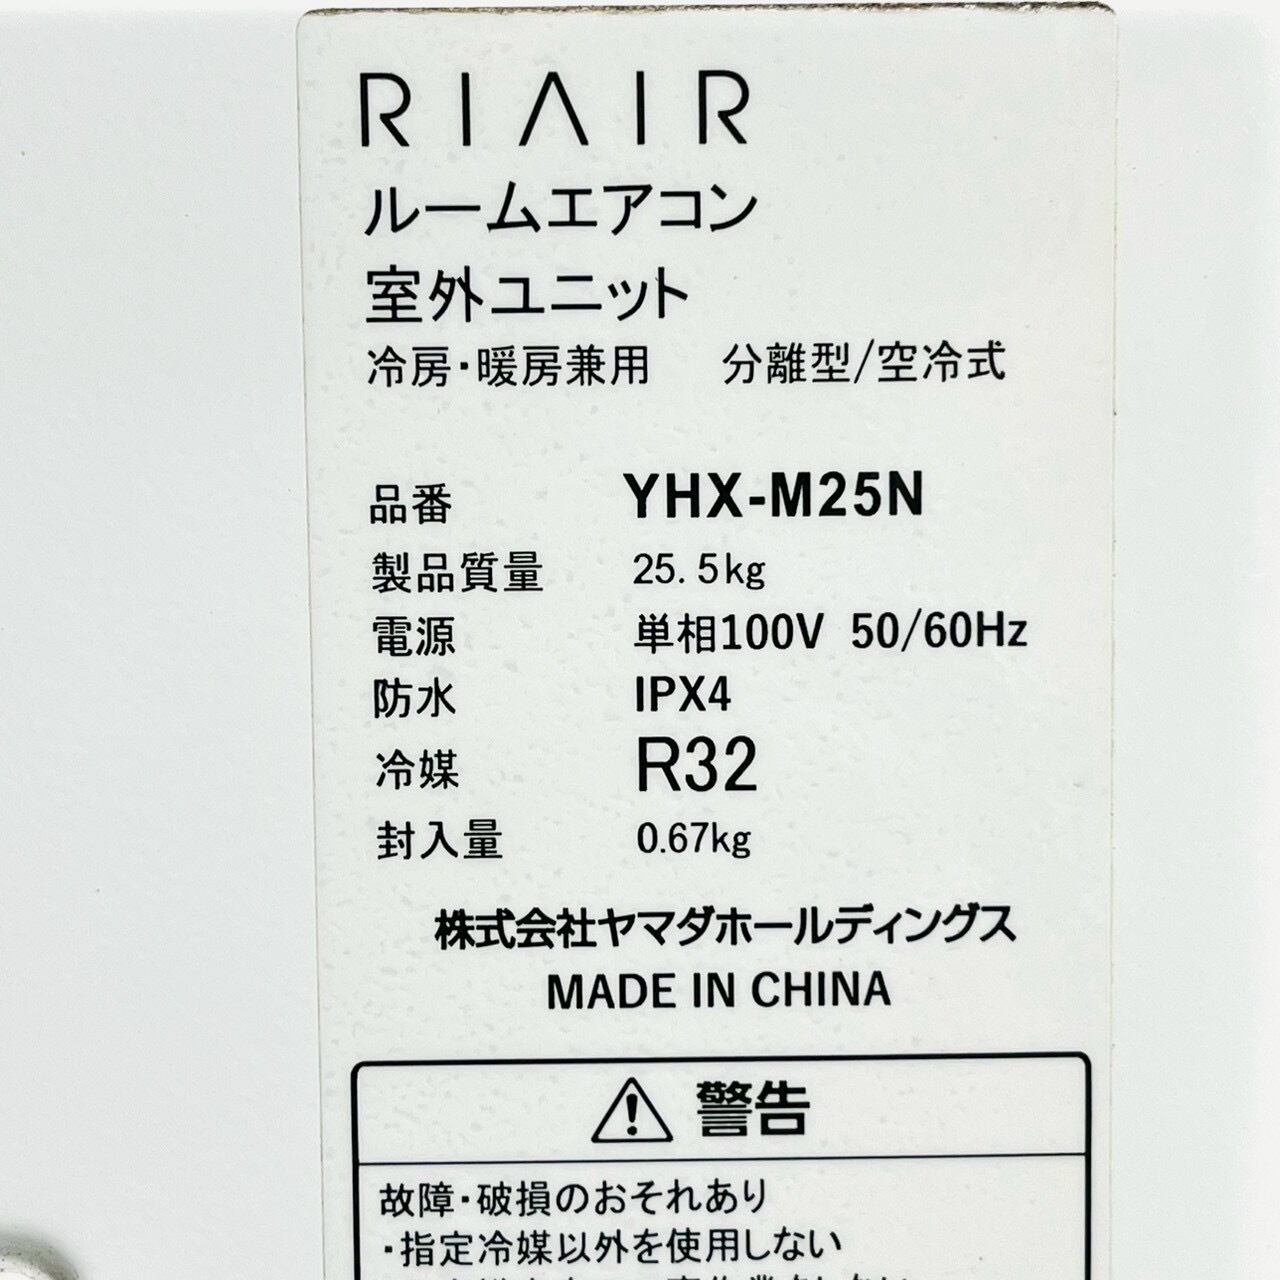 RIAIR
ルームエアコン
室外ユニット
冷房・暖房兼用 分離型/空冷式
品番 YHX-M25N
製品質量 25.5kg
電源 単相100V 50/60Hz
防水 IPX4
冷媒 R32
封入量 0.67kg
株式会社ヤマダホールディングス
MADE IN CHINA
警告
故障・破損のおそれあり
・指定冷媒以外を使用しない